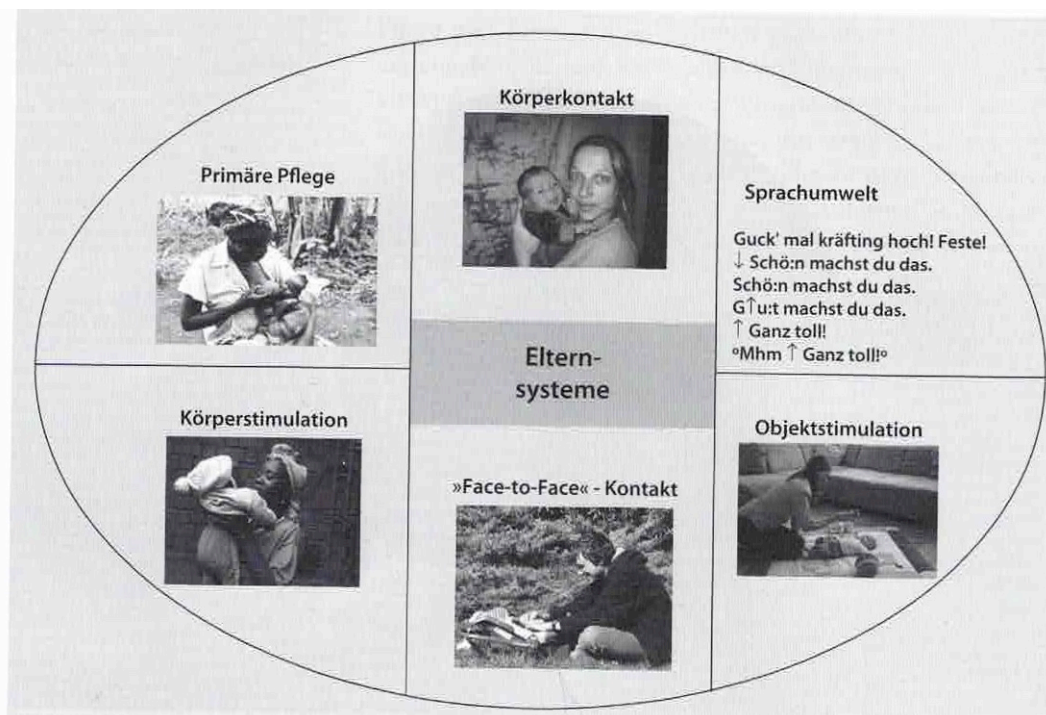 Körperkontakt
Primäre Pflege
Sprachumwelt
Guck' mal kräfting hoch! Feste!
↓ Schö:n machst du das.
Schö:n machst du das.
G↑u:t machst du das.
↑ Ganz toll!
°Mhm ↑ Ganz toll!°
Eltern-
systeme
Körperstimulation
»Face-to-Face« - Kontakt
Objektstimulation